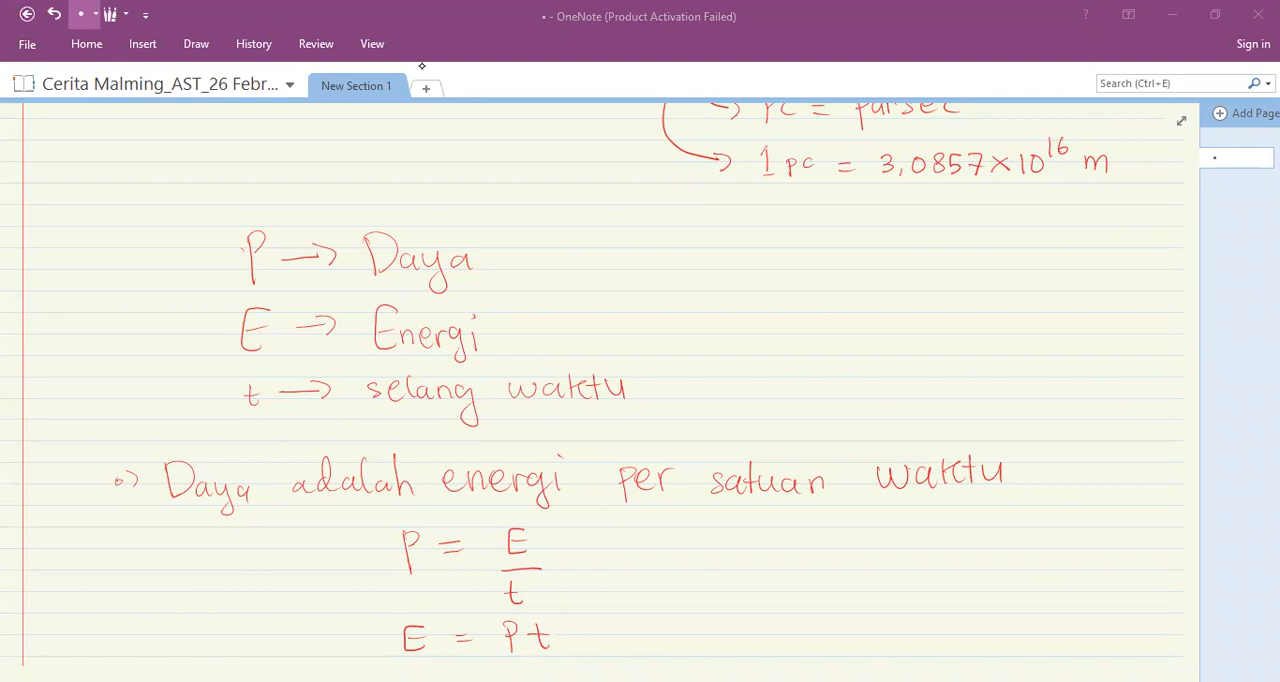 • - OneNote (Product Activation Failed)
File Home Insert Draw History Review View Sign in
Cerita Malming_AST_26 Febr... New Section 1 Search (Ctrl+E)
Add Page
→ pc = parsec
→ 1 pc = 3,0857×10^16 m
P → Daya
E → Energi
t → selang waktu
⇒ Daya adalah energi per satuan waktu
P = E
t
E = P t